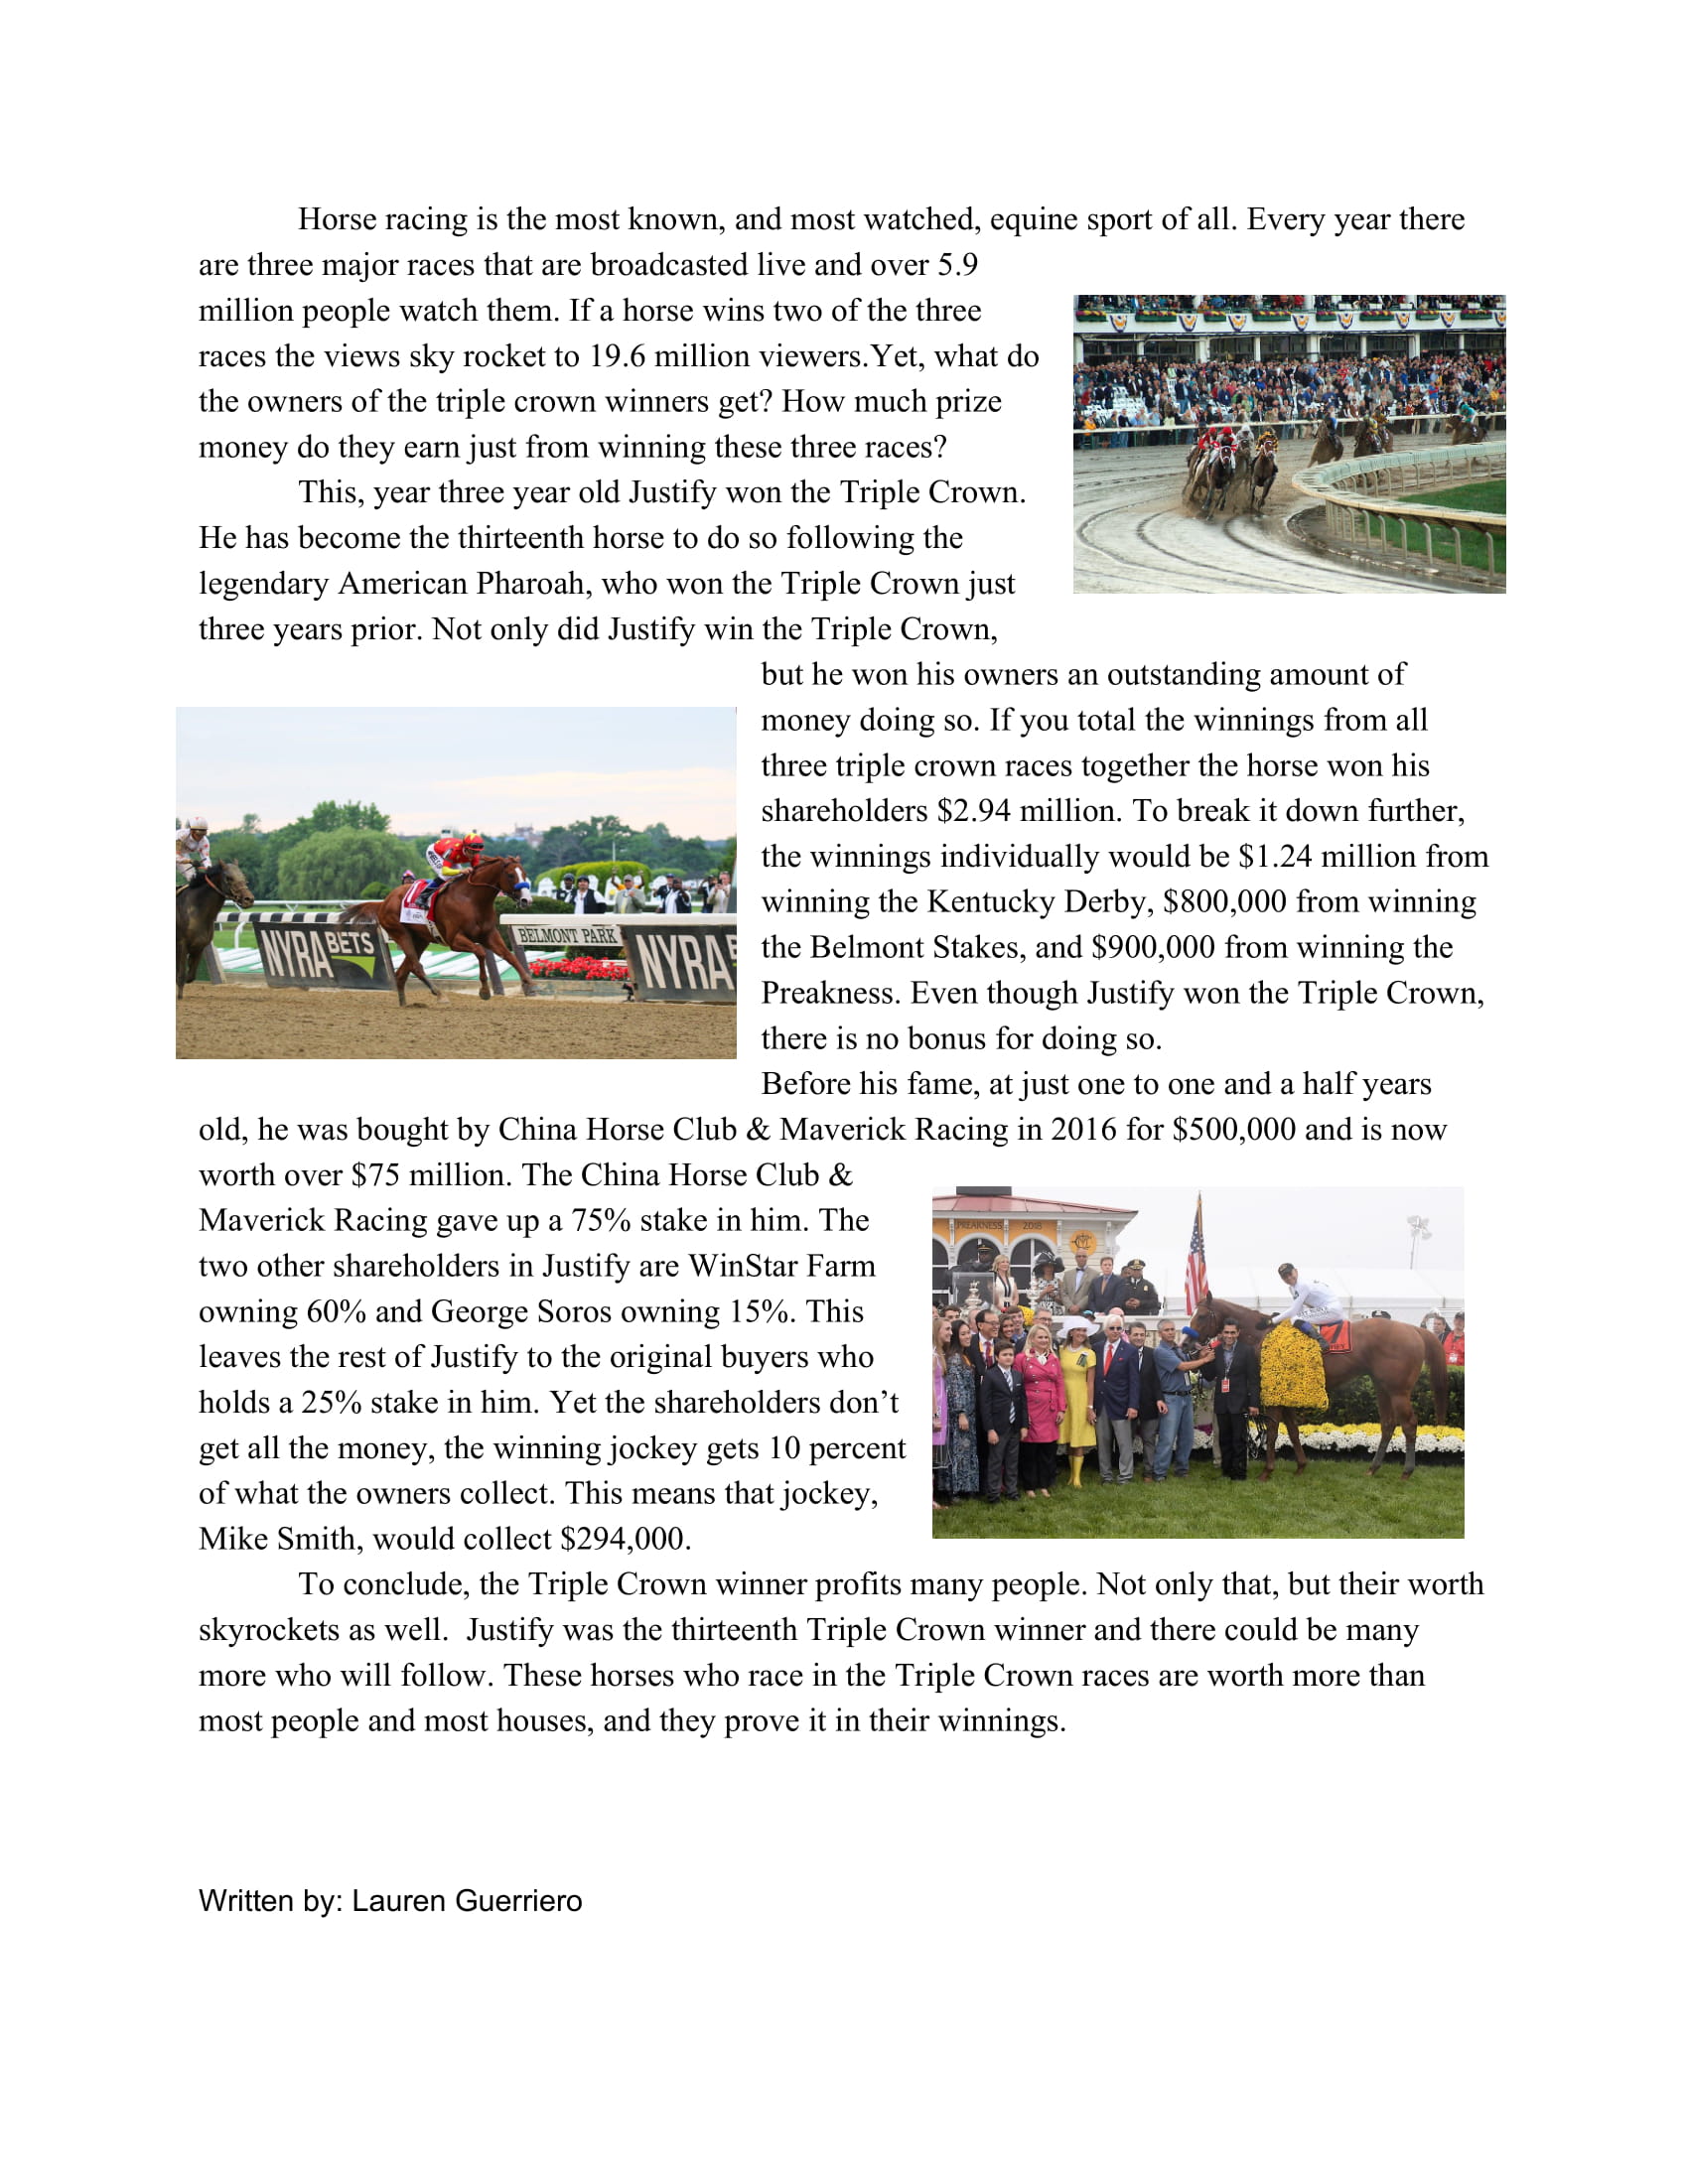 Horse racing is the most known, and most watched, equine sport of all. Every year there
are three major races that are broadcasted live and over 5.9
million people watch them. If a horse wins two of the three
races the views sky rocket to 19.6 million viewers.Yet, what do
the owners of the triple crown winners get? How much prize
money do they earn just from winning these three races?
This, year three year old Justify won the Triple Crown.
He has become the thirteenth horse to do so following the
legendary American Pharoah, who won the Triple Crown just
three years prior. Not only did Justify win the Triple Crown,
but he won his owners an outstanding amount of
money doing so. If you total the winnings from all
three triple crown races together the horse won his
shareholders $2.94 million. To break it down further,
the winnings individually would be $1.24 million from
winning the Kentucky Derby, $800,000 from winning
the Belmont Stakes, and $900,000 from winning the
Preakness. Even though Justify won the Triple Crown,
there is no bonus for doing so.
NYRA BETS
BELMONT PARK
NYRA
Before his fame, at just one to one and a half years
old, he was bought by China Horse Club & Maverick Racing in 2016 for $500,000 and is now
worth over $75 million. The China Horse Club &
Maverick Racing gave up a 75% stake in him. The
two other shareholders in Justify are WinStar Farm
owning 60% and George Soros owning 15%. This
leaves the rest of Justify to the original buyers who
holds a 25% stake in him. Yet the shareholders don’t
get all the money, the winning jockey gets 10 percent
of what the owners collect. This means that jockey,
Mike Smith, would collect $294,000.
PREAKNESS 2018
To conclude, the Triple Crown winner profits many people. Not only that, but their worth
skyrockets as well.  Justify was the thirteenth Triple Crown winner and there could be many
more who will follow. These horses who race in the Triple Crown races are worth more than
most people and most houses, and they prove it in their winnings.
Written by: Lauren Guerriero